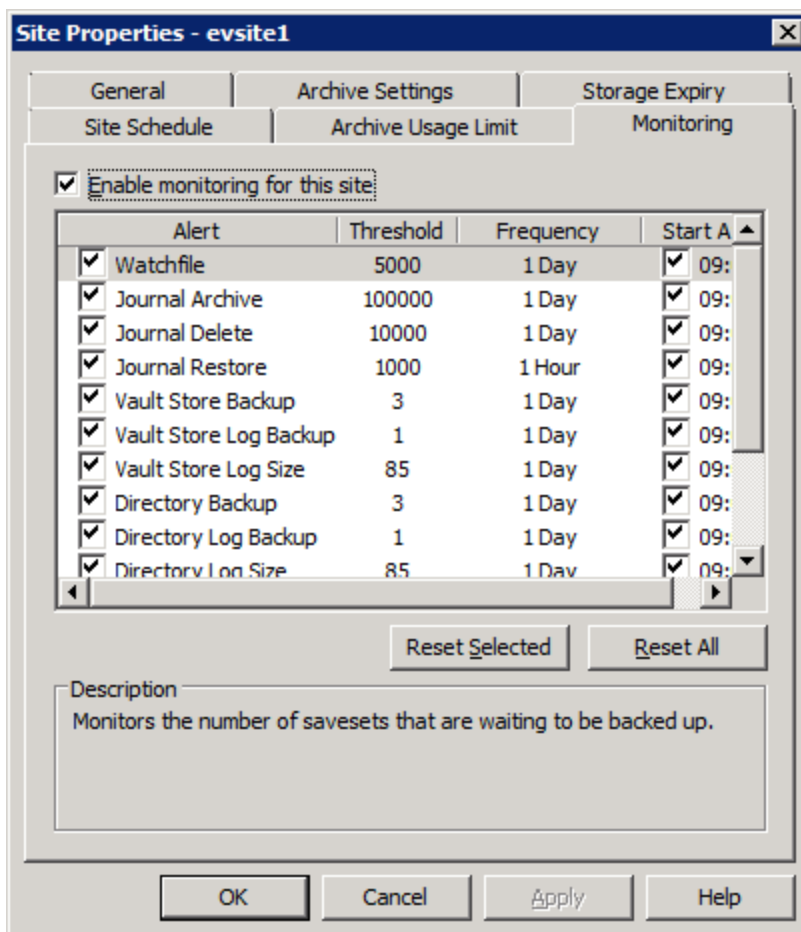 Site Properties - evsite1
General Archive Settings Storage Expiry
Site Schedule Archive Usage Limit Monitoring
Enable monitoring for this site
Alert Threshold Frequency Start A
Watchfile 5000 1 Day 09:
Journal Archive 100000 1 Day 09:
Journal Delete 10000 1 Day 09:
Journal Restore 1000 1 Hour 09:
Vault Store Backup 3 1 Day 09:
Vault Store Log Backup 1 1 Day 09:
Vault Store Log Size 85 1 Day 09:
Directory Backup 3 1 Day 09:
Directory Log Backup 1 1 Day 09:
Directory Log Size 85 1 Day 09:
Reset Selected Reset All
Description
Monitors the number of savesets that are waiting to be backed up.
OK Cancel Apply Help